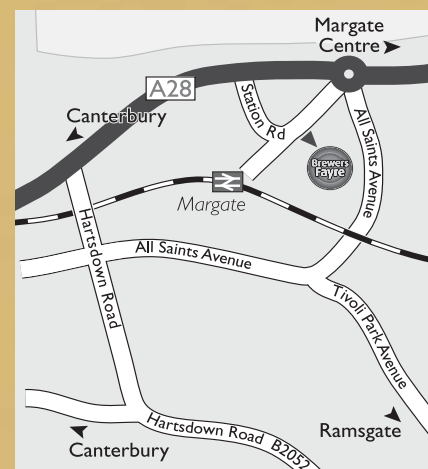 Margate
Centre
A28
Canterbury
Station Rd
All Saints Avenue
Brewers
Fayre
Margate
Hartsdown Road
All Saints Avenue
Tivoli Park Avenue
Ramsgate
Hartsdown Road B2052
Canterbury